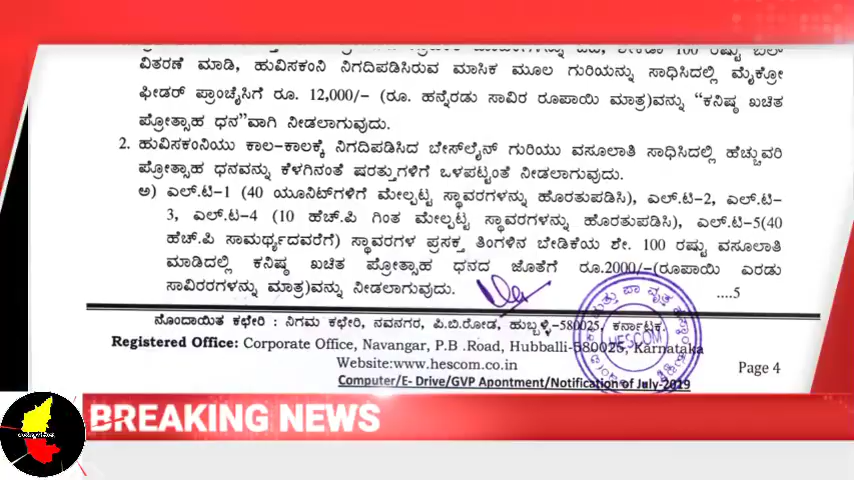 100 ರಷ್ಟು ಬಿಲ್
ವಿತರಣೆ ಮಾಡಿ, ಹುವಿಸಕಂನಿ ನಿಗದಿಪಡಿಸಿರುವ ಮಾಸಿಕ ಮೂಲ ಗುರಿಯನ್ನು ಸಾಧಿಸಿದಲ್ಲಿ ಮೈಕ್ರೋ
ಫೀಡರ್ ಪ್ರಾಂಚೈಸಿಗೆ ರೂ. 12,000/- (ರೂ. ಹನ್ನೆರಡು ಸಾವಿರ ರೂಪಾಯಿ ಮಾತ್ರ)ವನ್ನು "ಕನಿಷ್ಠ ಖಚಿತ
ಪ್ರೋತ್ಸಾಹ ಧನ"ವಾಗಿ ನೀಡಲಾಗುವುದು.
2. ಹುವಿಸಕಂನಿಯು ಕಾಲ-ಕಾಲಕ್ಕೆ ನಿಗದಿಪಡಿಸಿದ ಬೇಸ್‌ಲೈನ್ ಗುರಿಯು ವಸೂಲಾತಿ ಸಾಧಿಸಿದಲ್ಲಿ ಹೆಚ್ಚುವರಿ
ಪ್ರೋತ್ಸಾಹ ಧನವನ್ನು ಕೆಳಗಿನಂತೆ ಷರತ್ತುಗಳಿಗೆ ಒಳಪಟ್ಟಂತೆ ನೀಡಲಾಗುವುದು.
ಅ) ಎಲ್.ಟಿ-1 (40 ಯೂನಿಟ್‌ಗಳಿಗೆ ಮೇಲ್ಪಟ್ಟ ಸ್ಥಾವರಗಳನ್ನು ಹೊರತುಪಡಿಸಿ), ಎಲ್.ಟಿ-2, ಎಲ್.ಟಿ-
3, ಎಲ್.ಟಿ-4 (10 ಹೆಚ್.ಪಿ ಗಿಂತ ಮೇಲ್ಪಟ್ಟ ಸ್ಥಾವರಗಳನ್ನು ಹೊರತುಪಡಿಸಿ), ಎಲ್.ಟಿ-5(40
ಹೆಚ್.ಪಿ ಸಾಮರ್ಥ್ಯದವರೆಗೆ) ಸ್ಥಾವರಗಳ ಪ್ರಸಕ್ತ ತಿಂಗಳಿನ ಬೇಡಿಕೆಯ ಶೇ. 100 ರಷ್ಟು ವಸೂಲಾತಿ
ಮಾಡಿದಲ್ಲಿ ಕನಿಷ್ಠ ಖಚಿತ ಪ್ರೋತ್ಸಾಹ ಧನದ ಜೊತೆಗೆ ರೂ.2000/-(ರೂಪಾಯಿ ಎರಡು
ಸಾವಿರರಗಳನ್ನು ಮಾತ್ರ)ವನ್ನು ನೀಡಲಾಗುವುದು.
....5
ನೊಂದಾಯಿತ ಕಛೇರಿ : ನಿಗಮ ಕಛೇರಿ, ನವನಗರ, ಪಿ.ಬಿ.ರೋಡ, ಹುಬ್ಬಳ್ಳಿ-580025, ಕರ್ನಾಟಕ.
Registered Office: Corporate Office, Navangar, P.B .Road, Hubballi-580025, Karnataka
HESCOM
Website:www.hescom.co.in
Page 4
Computer/E- Drive/GVP Apontment/Notification of July-2019
BREAKING NEWS